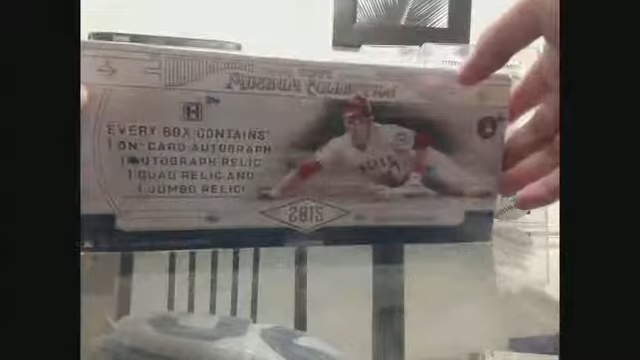 MUSEUM COLLECTION
EVERY BOX CONTAINS
1 ON-CARD AUTOGRAPH
1 AUTOGRAPH RELIC
1 QUAD RELIC AND
1 JUMBO RELIC!
ANGELS